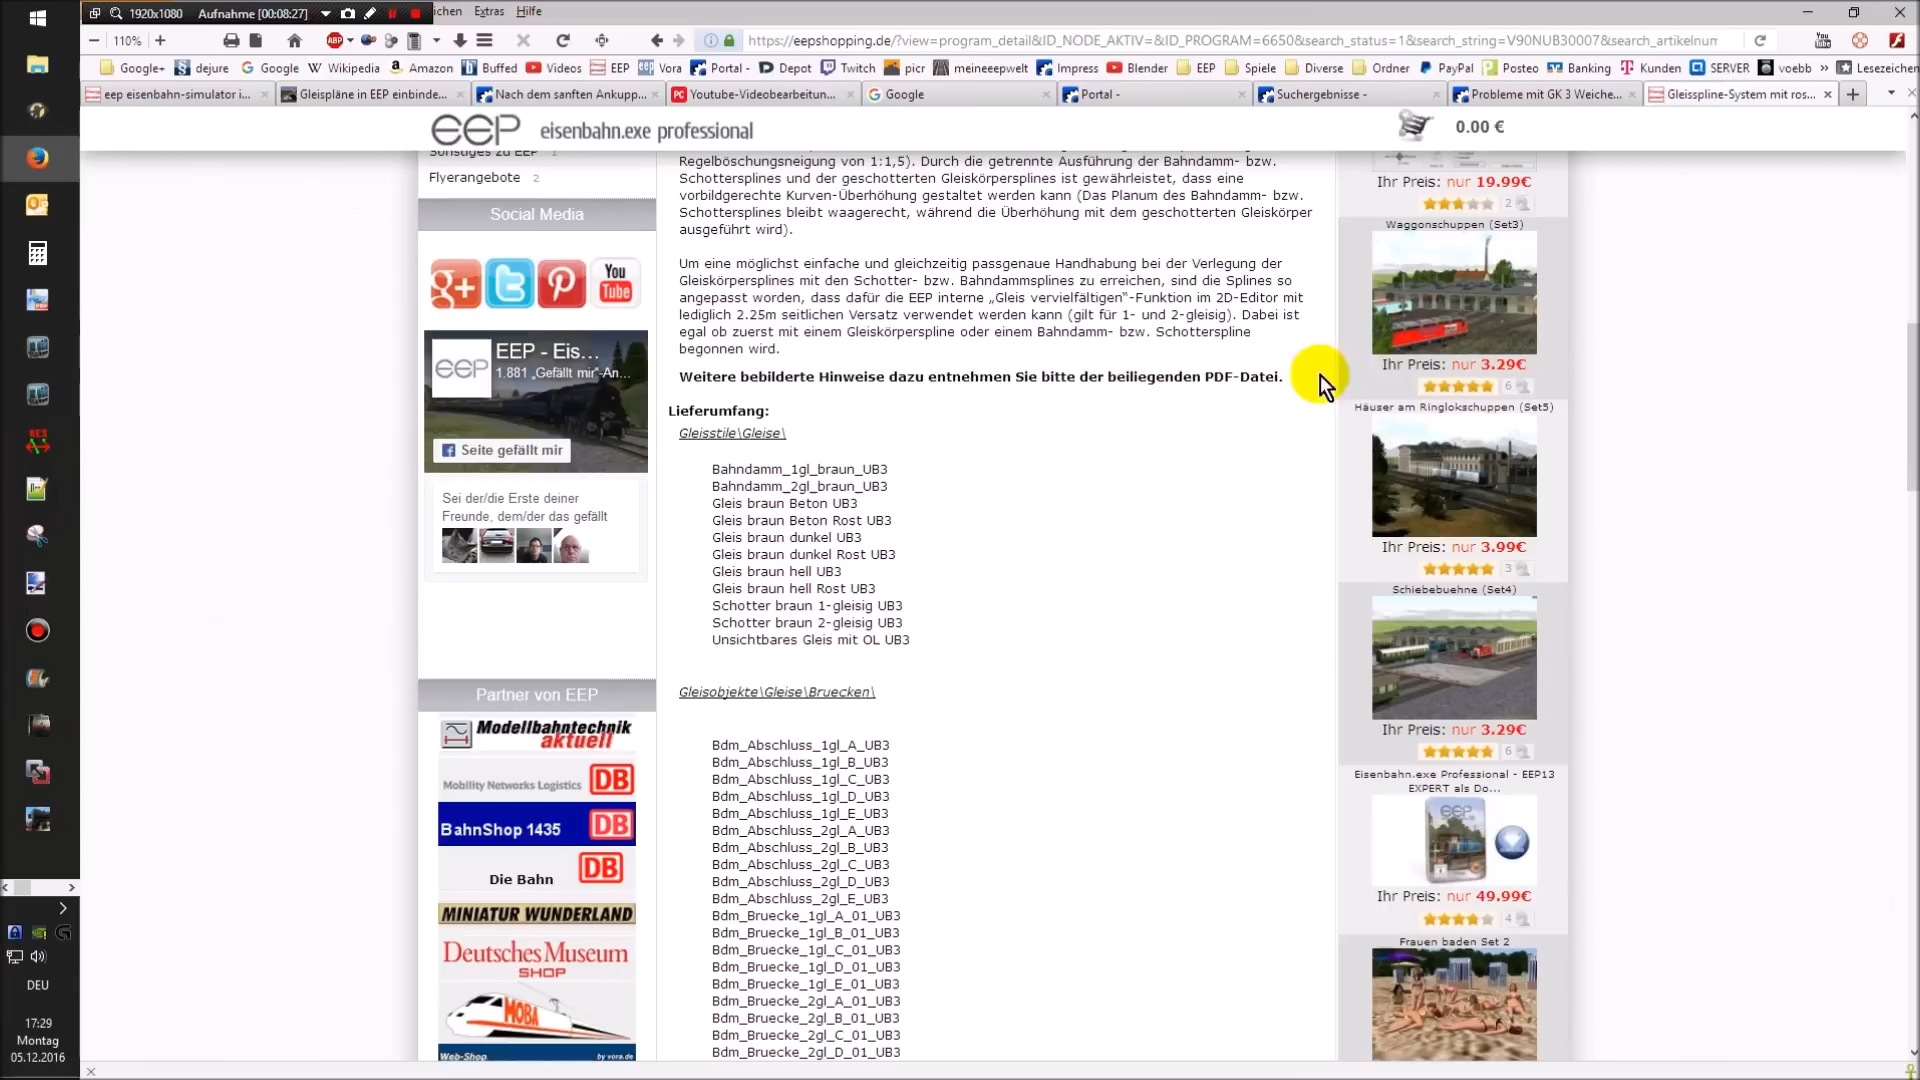 1920x1080 Aufnahme [00:08:27] ichen Extras Hilfe
110% ABP https://eepshopping.de/?view=program_detail&ID_NODE_AKTIV=&ID_PROGRAM=6650&search_status=1&search_string=V90NUB30007&search_artikelnum
Google+ dejure Google Wikipedia Amazon Buffed Videos EEP Vora Portal - Depot Twitch picr meineeepwelt Impress Blender EEP Spiele Diverse Ordner PayPal Posteo Banking Kunden SERVER voebb » Lesezeichen
eep eisenbahn-simulator i... Gleispläne in EEP einbinde... Nach dem sanften Ankupp... Youtube-Videobearbeitun... Google Portal - Suchergebnisse - Probleme mit GK 3 Weiche... Gleisspline-System mit ros...
EEP eisenbahn.exe professional 0.00 €
Sonstiges zu EEP 1
Flyerangebote 2
Social Media
You
Tube
EEP - Eis...
1.881 „Gefällt mir“-An...
Seite gefällt mir
Sei der/die Erste deiner
Freunde, dem/der das gefällt
Partner von EEP
Modellbahntechnik
aktuell
Mobility Networks Logistics DB
BahnShop 1435 DB
Die Bahn DB
MINIATUR WUNDERLAND
Deutsches Museum
SHOP
MOBA
Web-Shop by vora.de
Regelböschungsneigung von 1:1,5). Durch die getrennte Ausführung der Bahndamm- bzw.
Schottersplines und der geschotterten Gleiskörpersplines ist gewährleistet, dass eine
vorbildgerechte Kurven-Überhöhung gestaltet werden kann (Das Planum des Bahndamm- bzw.
Schottersplines bleibt waagerecht, während die Überhöhung mit dem geschotterten Gleiskörper
ausgeführt wird).
Um eine möglichst einfache und gleichzeitig passgenaue Handhabung bei der Verlegung der
Gleiskörpersplines mit den Schotter- bzw. Bahndammsplines zu erreichen, sind die Splines so
angepasst worden, dass dafür die EEP interne „Gleis vervielfältigen“-Funktion im 2D-Editor mit
lediglich 2.25m seitlichen Versatz verwendet werden kann (gilt für 1- und 2-gleisig). Dabei ist
egal ob zuerst mit einem Gleiskörperspline oder einem Bahndamm- bzw. Schotterspline
begonnen wird.
Weitere bebilderte Hinweise dazu entnehmen Sie bitte der beiliegenden PDF-Datei.
Lieferumfang:
Gleisstile\Gleise\
Bahndamm_1gl_braun_UB3
Bahndamm_2gl_braun_UB3
Gleis braun Beton UB3
Gleis braun Beton Rost UB3
Gleis braun dunkel UB3
Gleis braun dunkel Rost UB3
Gleis braun hell UB3
Gleis braun hell Rost UB3
Schotter braun 1-gleisig UB3
Schotter braun 2-gleisig UB3
Unsichtbares Gleis mit OL UB3
Gleisobjekte\Gleise\Bruecken\
Bdm_Abschluss_1gl_A_UB3
Bdm_Abschluss_1gl_B_UB3
Bdm_Abschluss_1gl_C_UB3
Bdm_Abschluss_1gl_D_UB3
Bdm_Abschluss_1gl_E_UB3
Bdm_Abschluss_2gl_A_UB3
Bdm_Abschluss_2gl_B_UB3
Bdm_Abschluss_2gl_C_UB3
Bdm_Abschluss_2gl_D_UB3
Bdm_Abschluss_2gl_E_UB3
Bdm_Bruecke_1gl_A_01_UB3
Bdm_Bruecke_1gl_B_01_UB3
Bdm_Bruecke_1gl_C_01_UB3
Bdm_Bruecke_1gl_D_01_UB3
Bdm_Bruecke_1gl_E_01_UB3
Bdm_Bruecke_2gl_A_01_UB3
Bdm_Bruecke_2gl_B_01_UB3
Bdm_Bruecke_2gl_C_01_UB3
Bdm_Bruecke_2gl_D_01_UB3
Ihr Preis: nur 19.99€
2
Waggonschuppen (Set3)
Ihr Preis: nur 3.29€
6
Häuser am Ringlokschuppen (Set5)
Ihr Preis: nur 3.99€
3
Schiebebuehne (Set4)
Ihr Preis: nur 3.29€
6
Eisenbahn.exe Professional - EEP13
EXPERT als Do...
Ihr Preis: nur 49.99€
4
Frauen baden Set 2
DEU
17:29
Montag
05.12.2016